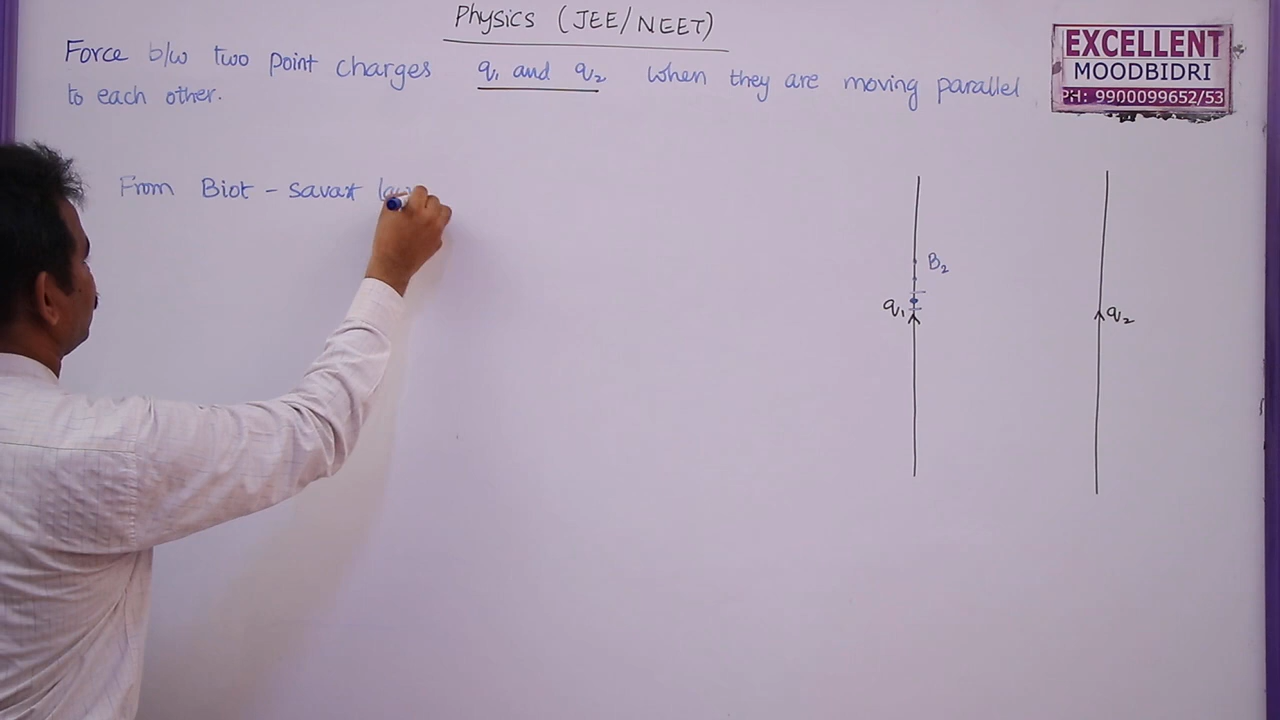 Physics (JEE/NEET)
Force b/w two point charges q₁ and q₂ when they are moving parallel
to each other.
EXCELLENT
MOODBIDRI
PH: 9900099652/53
From Biot - Savart law
B₂
q₁
q₂